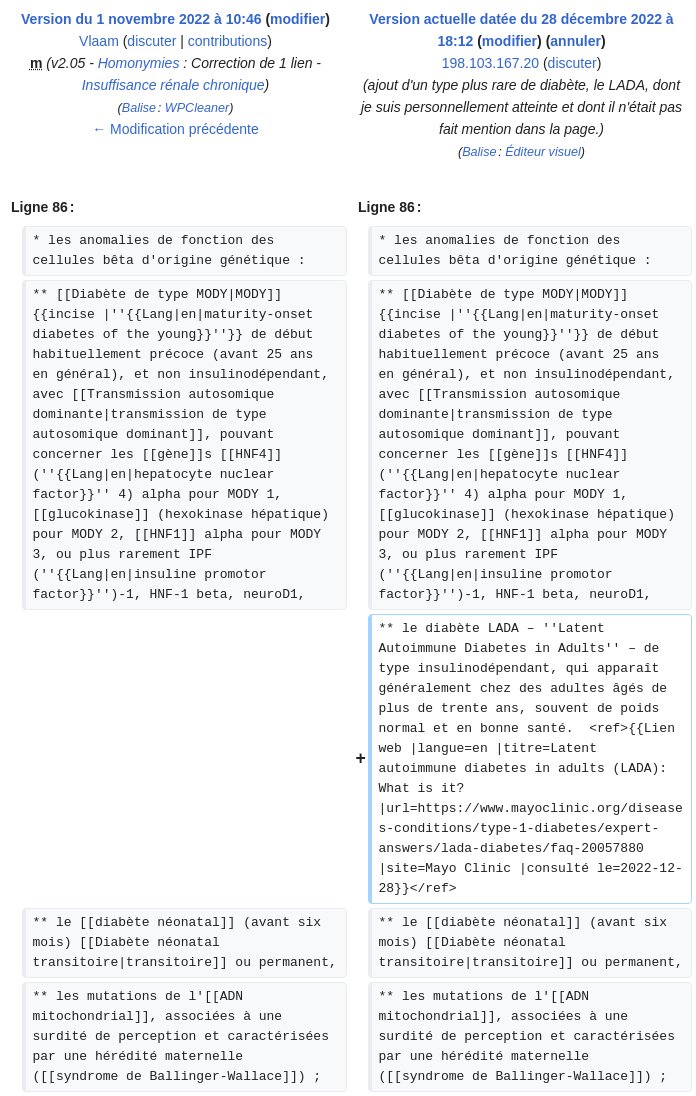 Version du 1 novembre 2022 à 10:46 (modifier)
Vlaam (discuter | contributions)
m (v2.05 - Homonymies : Correction de 1 lien -
Insuffisance rénale chronique)
(Balise : WPCleaner)
← Modification précédente
Version actuelle datée du 28 décembre 2022 à
18:12 (modifier) (annuler)
198.103.167.20 (discuter)
(ajout d'un type plus rare de diabète, le LADA, dont
je suis personnellement atteinte et dont il n'était pas
fait mention dans la page.)
(Balise : Éditeur visuel)
Ligne 86 :
* les anomalies de fonction des
cellules bêta d'origine génétique :
** [[Diabète de type MODY|MODY]]
{{incise |''{{Lang|en|maturity-onset
diabetes of the young}}''}} de début
habituellement précoce (avant 25 ans
en général), et non insulinodépendant,
avec [[Transmission autosomique
dominante|transmission de type
autosomique dominant]], pouvant
concerner les [[gène]]s [[HNF4]]
(''{{Lang|en|hepatocyte nuclear
factor}}'' 4) alpha pour MODY 1,
[[glucokinase]] (hexokinase hépatique)
pour MODY 2, [[HNF1]] alpha pour MODY
3, ou plus rarement IPF
(''{{Lang|en|insuline promotor
factor}}'')-1, HNF-1 beta, neuroD1,
** le [[diabète néonatal]] (avant six
mois) [[Diabète néonatal
transitoire|transitoire]] ou permanent,
** les mutations de l'[[ADN
mitochondrial]], associées à une
surdité de perception et caractérisées
par une hérédité maternelle
([[syndrome de Ballinger-Wallace]]) ;
Ligne 86 :
* les anomalies de fonction des
cellules bêta d'origine génétique :
** [[Diabète de type MODY|MODY]]
{{incise |''{{Lang|en|maturity-onset
diabetes of the young}}''}} de début
habituellement précoce (avant 25 ans
en général), et non insulinodépendant,
avec [[Transmission autosomique
dominante|transmission de type
autosomique dominant]], pouvant
concerner les [[gène]]s [[HNF4]]
(''{{Lang|en|hepatocyte nuclear
factor}}'' 4) alpha pour MODY 1,
[[glucokinase]] (hexokinase hépatique)
pour MODY 2, [[HNF1]] alpha pour MODY
3, ou plus rarement IPF
(''{{Lang|en|insuline promotor
factor}}'')-1, HNF-1 beta, neuroD1,
+
** le diabète LADA – ''Latent
Autoimmune Diabetes in Adults'' – de
type insulinodépendant, qui apparaît
généralement chez des adultes âgés de
plus de trente ans, souvent de poids
normal et en bonne santé.  <ref>{{Lien
web |langue=en |titre=Latent
autoimmune diabetes in adults (LADA):
What is it?
|url=https://www.mayoclinic.org/disease
s-conditions/type-1-diabetes/expert-
answers/lada-diabetes/faq-20057880
|site=Mayo Clinic |consulté le=2022-12-
28}}</ref>
** le [[diabète néonatal]] (avant six
mois) [[Diabète néonatal
transitoire|transitoire]] ou permanent,
** les mutations de l'[[ADN
mitochondrial]], associées à une
surdité de perception et caractérisées
par une hérédité maternelle
([[syndrome de Ballinger-Wallace]]) ;